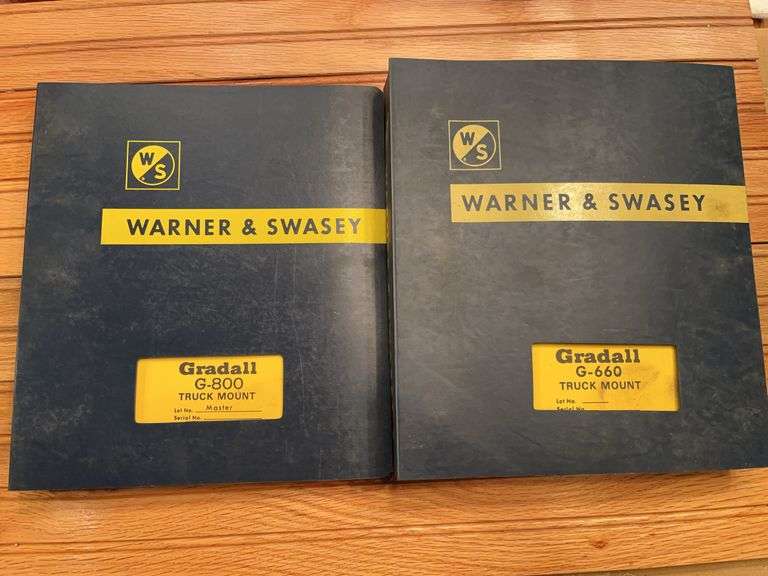 W S
WARNER & SWASEY
Gradall
G-800
TRUCK MOUNT
Lot No. Master
Serial No.
W S
WARNER & SWASEY
Gradall
G-660
TRUCK MOUNT
Lot No.
Serial No.